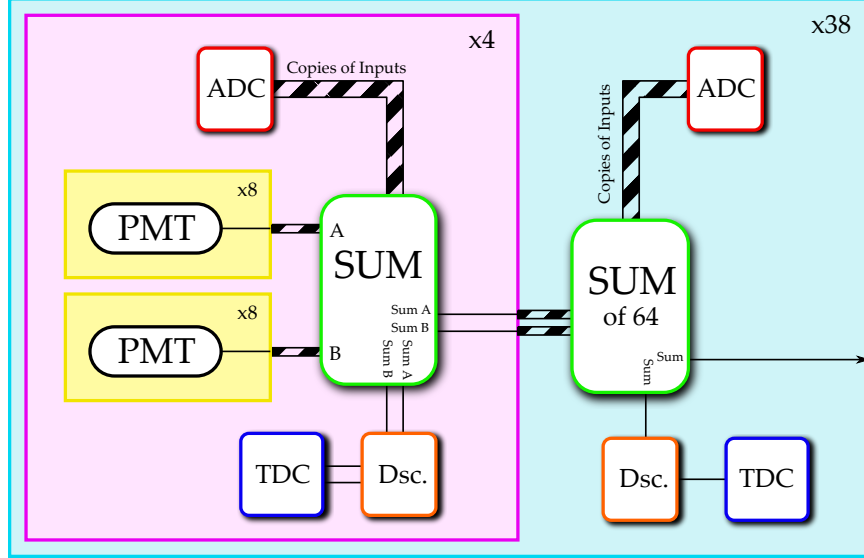 x4
x38
ADC
Copies of Inputs
Copies of Inputs
ADC
x8
PMT
A
SUM
x8
PMT
B
Sum A
Sum B
Sum B
Sum A
SUM
of 64
Sum
Sum
TDC
Dsc.
Dsc.
TDC